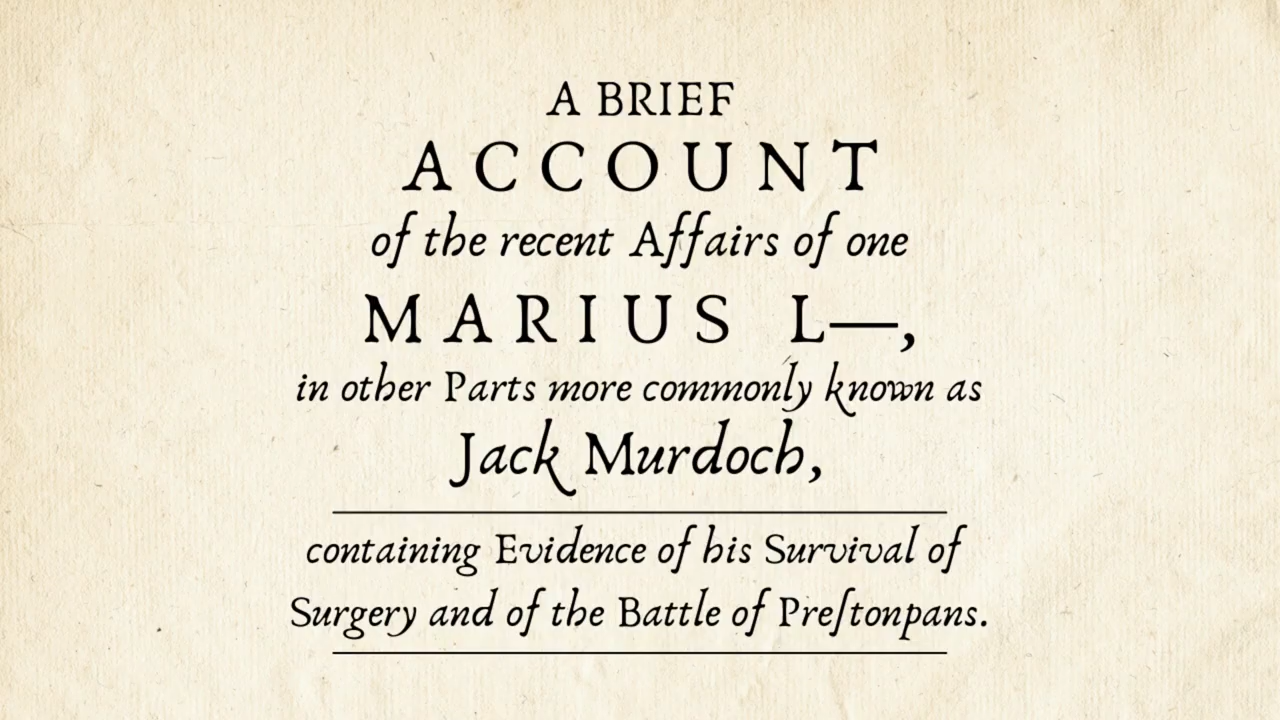 A BRIEF
ACCOUNT
of the recent Affairs of one
MARIUS L—,
in other Parts more commonly known as
Jack Murdoch,
containing Evidence of his Survival of
Surgery and of the Battle of Preſtonpans.